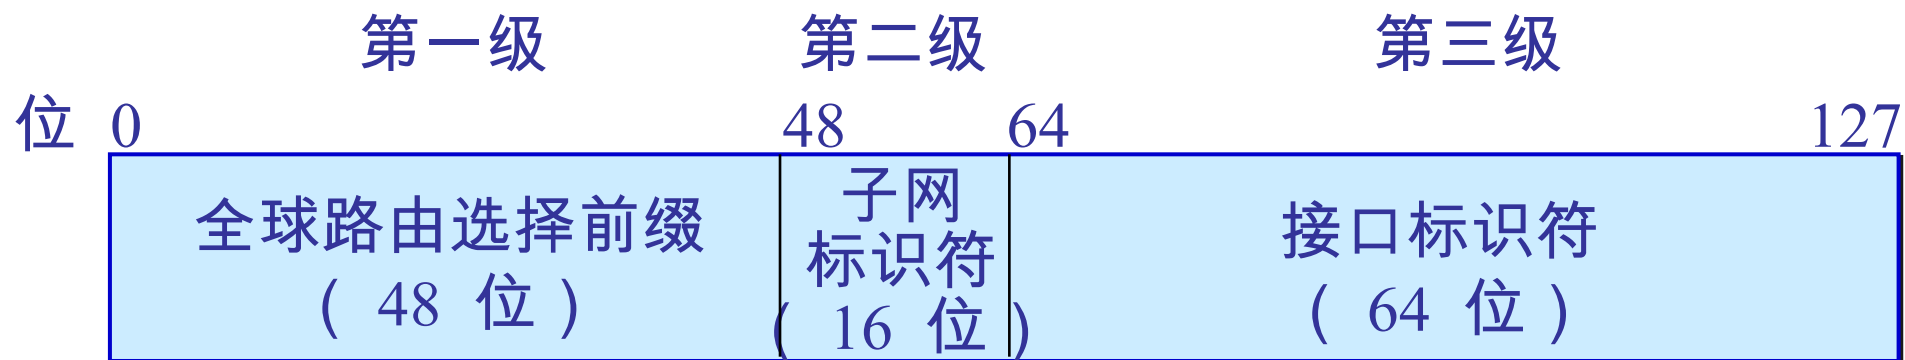 第一级 第二级 第三级
位 0 48 64 127
全球路由选择前缀
( 48 位 )
子网
标识符
( 16 位 )
接口标识符
( 64 位 )